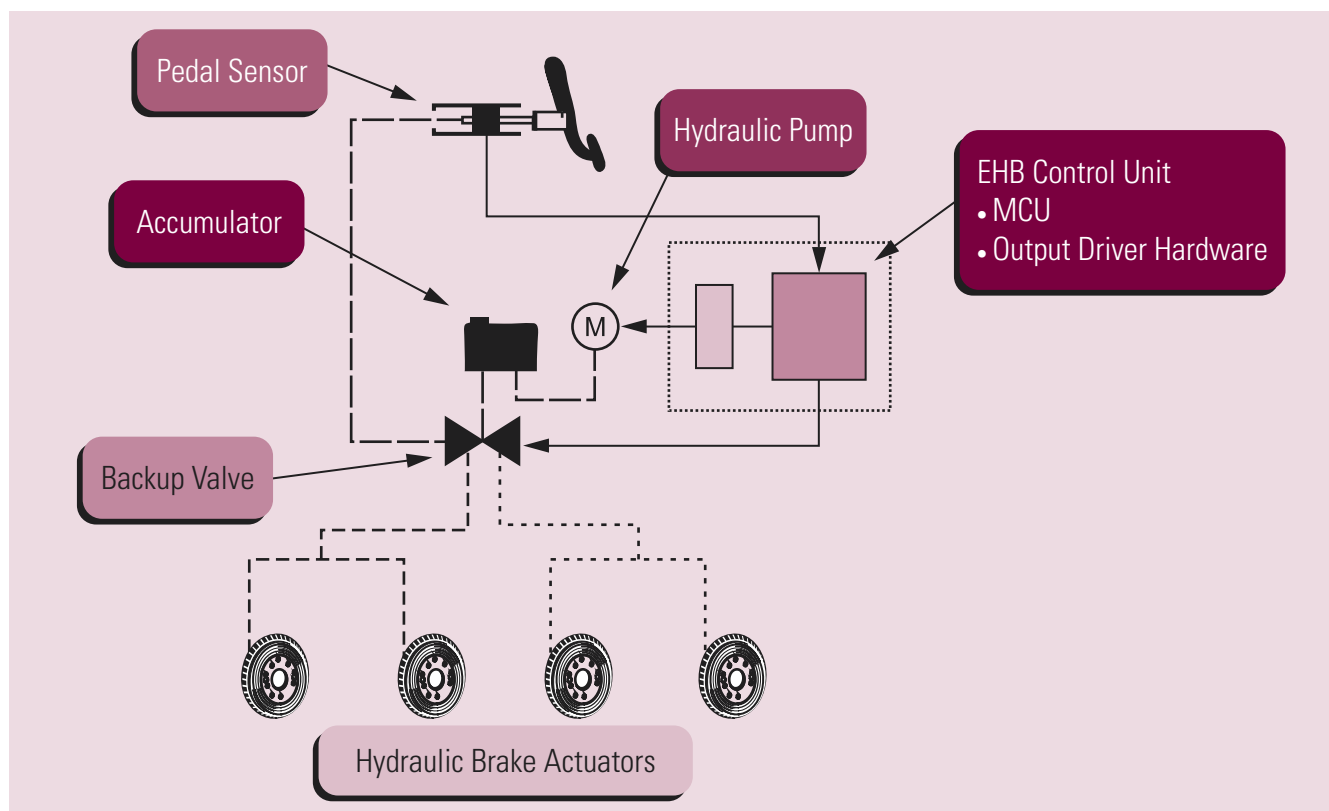 Pedal Sensor
Hydraulic Pump
EHB Control Unit
• MCU
• Output Driver Hardware
Accumulator
M
Backup Valve
Hydraulic Brake Actuators